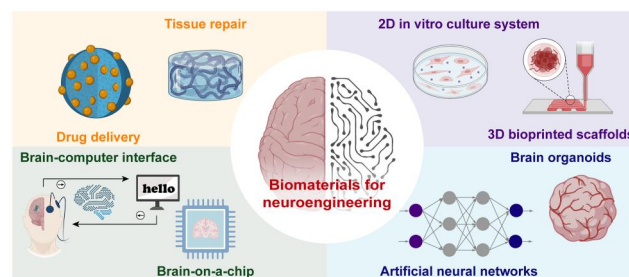 Tissue repair
Drug delivery
2D in vitro culture system
3D bioprinted scaffolds
Biomaterials for
neuroengineering
Brain-computer interface
hello
Brain-on-a-chip
Brain organoids
Artificial neural networks